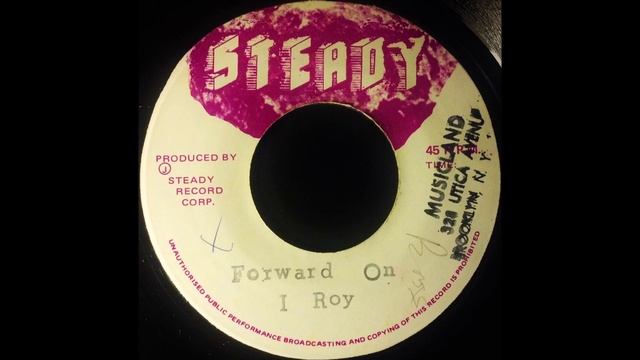 STEADY
PRODUCED BY
J
STEADY
RECORD
CORP.
45 R.P.M.
TIME:
MUSICLAND
328 UTICA AVENUE
BROOKLYN N.Y.
Forward On
I Roy
UNAUTHORISED PUBLIC PERFORMANCE BROADCASTING AND COPYING OF THIS RECORD IS PROHIBITED